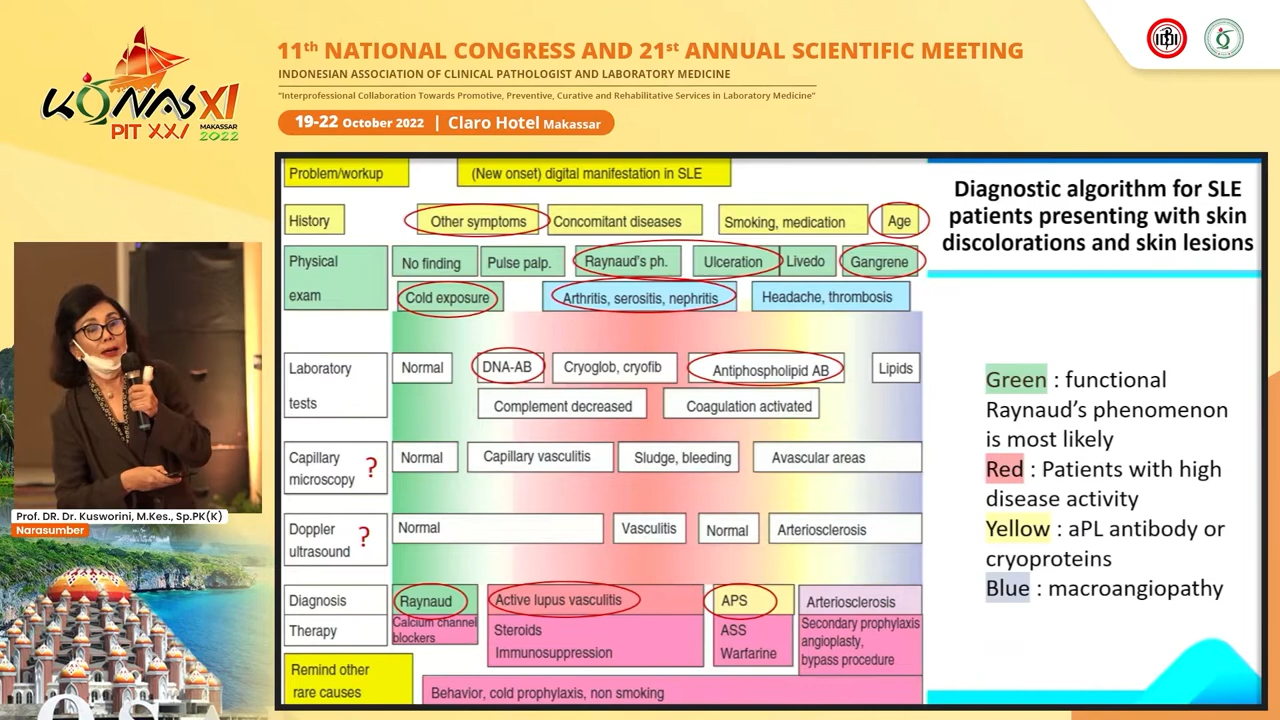 11th NATIONAL CONGRESS AND 21st ANNUAL SCIENTIFIC MEETING
INDONESIAN ASSOCIATION OF CLINICAL PATHOLOGIST AND LABORATORY MEDICINE
"Interprofessional Collaboration Towards Promotive, Preventive, Curative and Rehabilitative Services in Laboratory Medicine"
19-22 October 2022 | Claro Hotel Makassar
KONAS XI
PIT XXI
MAKASSAR
2022
Problem/workup
(New onset) digital manifestation in SLE
History
Other symptoms
Concomitant diseases
Smoking, medication
Age
Physical
exam
No finding
Pulse palp.
Raynaud's ph.
Ulceration
Livedo
Gangrene
Cold exposure
Arthritis, serositis, nephritis
Headache, thrombosis
Laboratory
tests
Normal
DNA-AB
Cryoglob, cryofib
Antiphospholipid AB
Lipids
Complement decreased
Coagulation activated
Capillary
microscopy
?
Normal
Capillary vasculitis
Sludge, bleeding
Avascular areas
Doppler
ultrasound
?
Normal
Vasculitis
Normal
Arteriosclerosis
Diagnosis
Raynaud
Active lupus vasculitis
APS
Arteriosclerosis
Therapy
Calcium channel
blockers
Steroids
Immunosuppression
ASS
Warfarine
Secondary prophylaxis
angioplasty,
bypass procedure
Remind other
rare causes
Behavior, cold prophylaxis, non smoking
Diagnostic algorithm for SLE
patients presenting with skin
discolorations and skin lesions
Green : functional
Raynaud's phenomenon
is most likely
Red : Patients with high
disease activity
Yellow : aPL antibody or
cryoproteins
Blue : macroangiopathy
Prof. DR. Dr. Kusworini, M.Kes., Sp.PK(K)
Narasumber